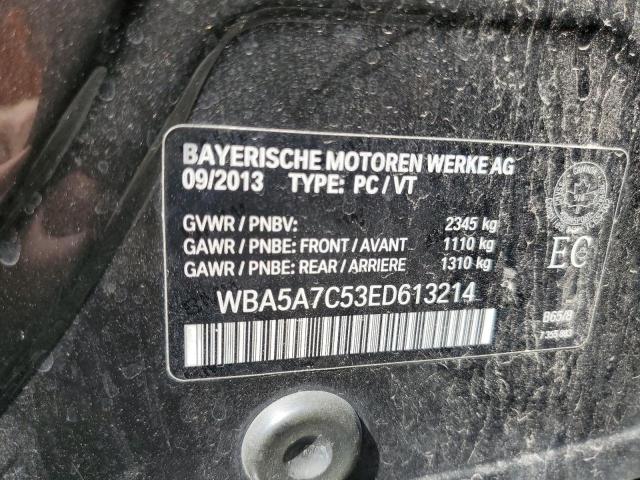 BAYERISCHE MOTOREN WERKE AG
09/2013 TYPE: PC / VT
GVWR / PNBV: 2345 kg
GAWR / PNBE: FRONT / AVANT 1110 kg
GAWR / PNBE: REAR / ARRIERE 1310 kg
EC
WBA5A7C53ED613214
B65/8